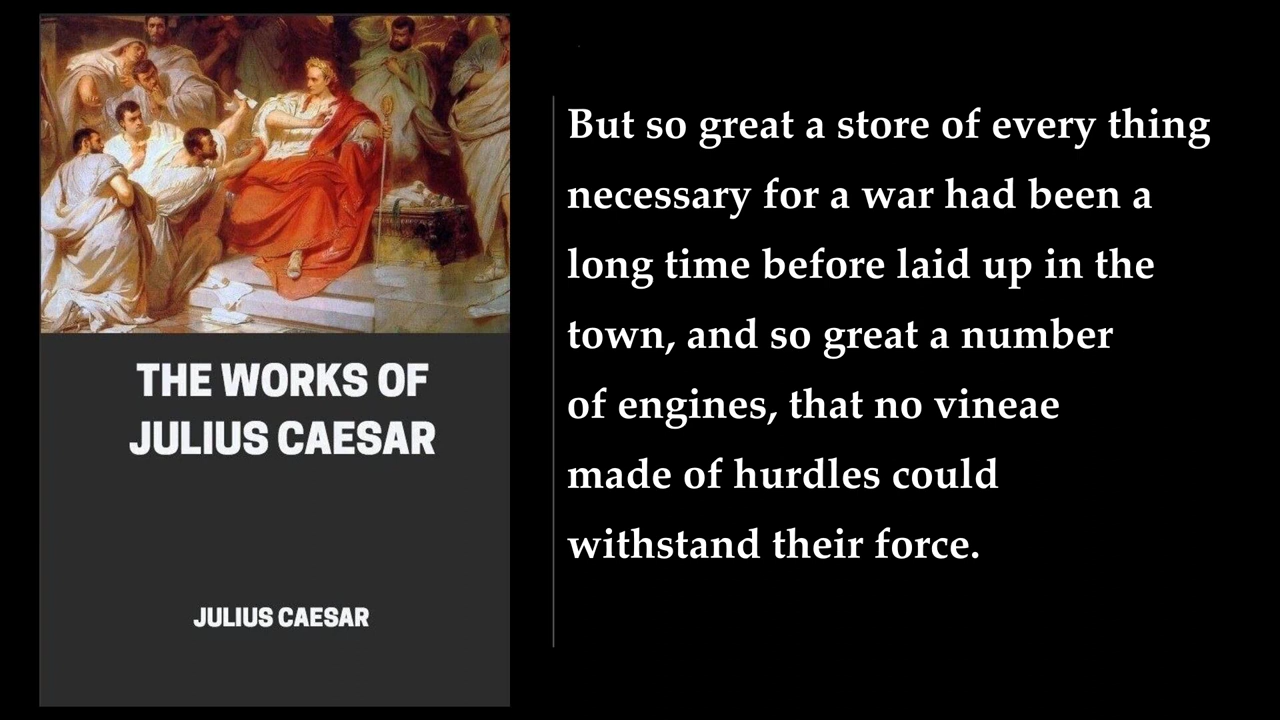 THE WORKS OF
JULIUS CAESAR
JULIUS CAESAR
But so great a store of every thing
necessary for a war had been a
long time before laid up in the
town, and so great a number
of engines, that no vineae
made of hurdles could
withstand their force.